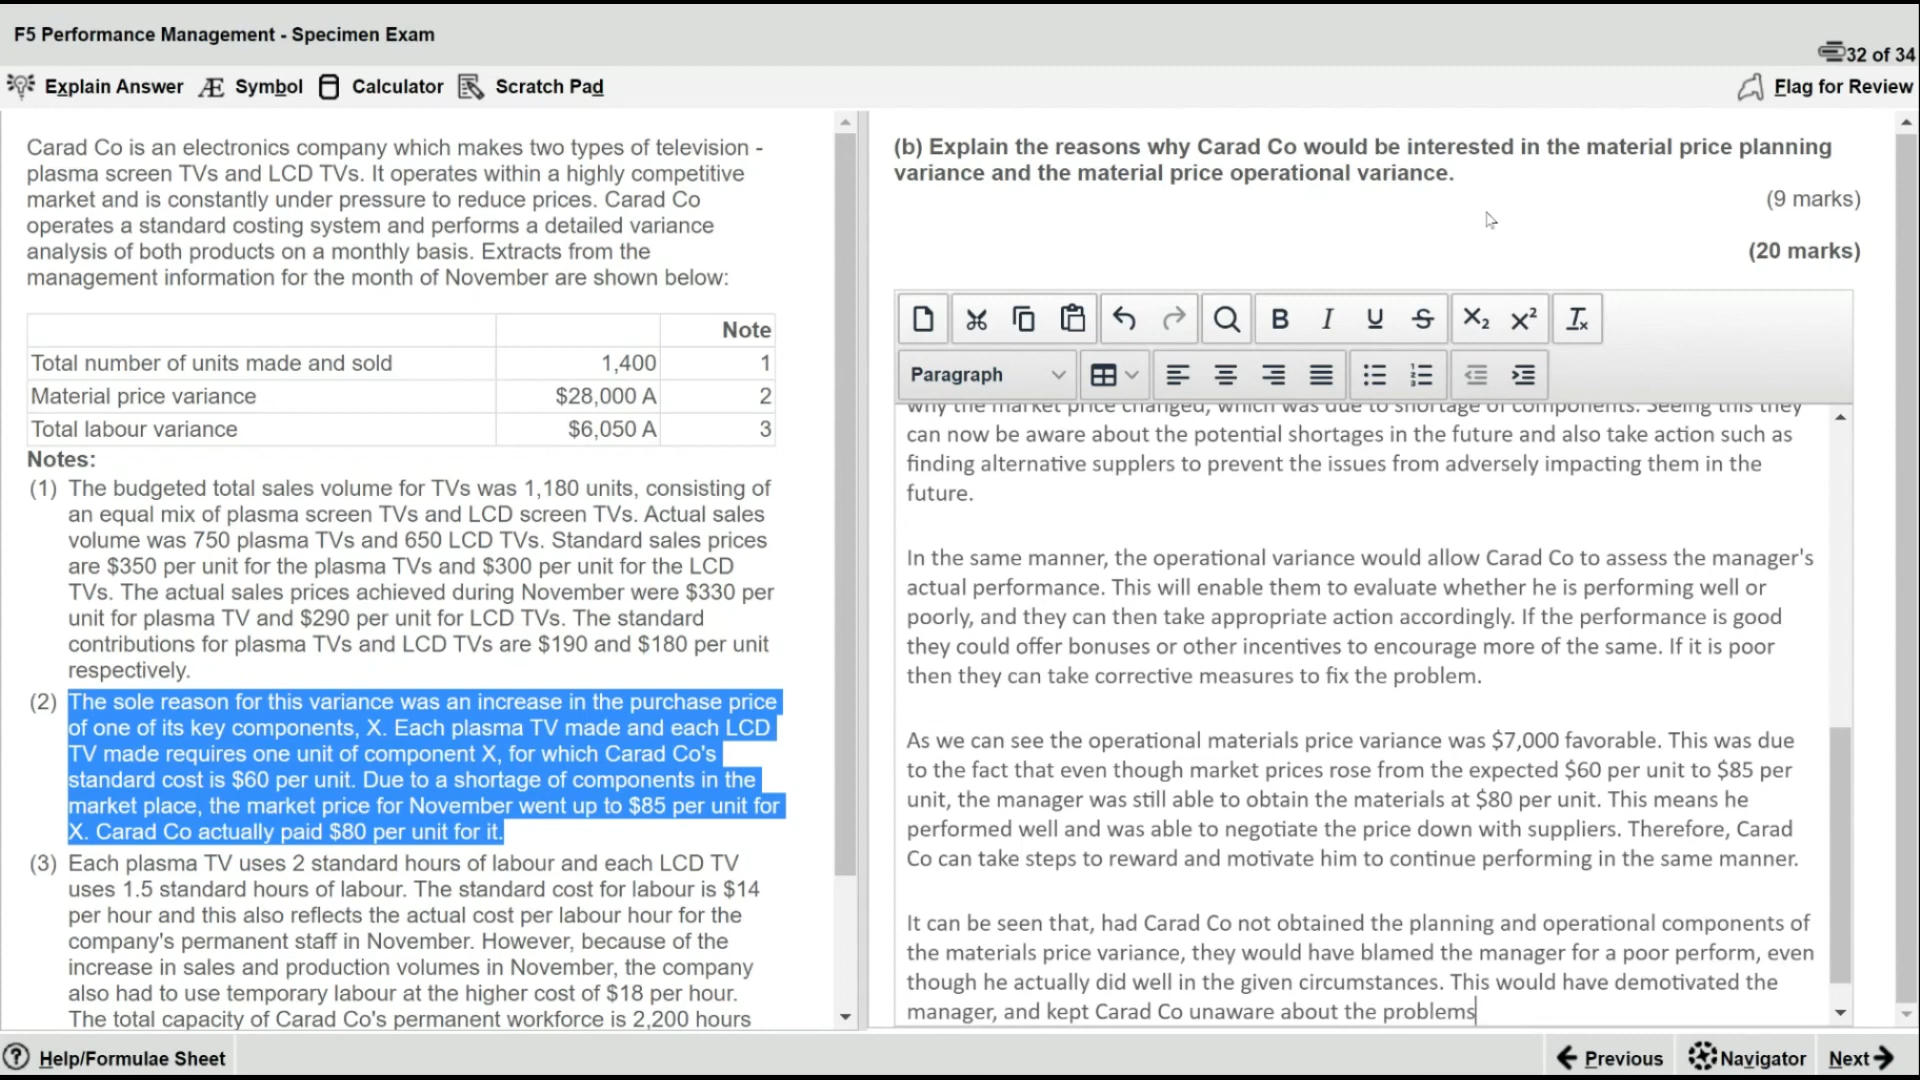 F5 Performance Management - Specimen Exam
32 of 34
Explain Answer
Symbol
Calculator
Scratch Pad
Flag for Review
Carad Co is an electronics company which makes two types of television -
plasma screen TVs and LCD TVs. It operates within a highly competitive
market and is constantly under pressure to reduce prices. Carad Co
operates a standard costing system and performs a detailed variance
analysis of both products on a monthly basis. Extracts from the
management information for the month of November are shown below:
Note
Total number of units made and sold 1,400 1
Material price variance $28,000 A 2
Total labour variance $6,050 A 3
Notes:
(1) The budgeted total sales volume for TVs was 1,180 units, consisting of
an equal mix of plasma screen TVs and LCD screen TVs. Actual sales
volume was 750 plasma TVs and 650 LCD TVs. Standard sales prices
are $350 per unit for the plasma TVs and $300 per unit for the LCD
TVs. The actual sales prices achieved during November were $330 per
unit for plasma TV and $290 per unit for LCD TVs. The standard
contributions for plasma TVs and LCD TVs are $190 and $180 per unit
respectively.
(2) The sole reason for this variance was an increase in the purchase price
of one of its key components, X. Each plasma TV made and each LCD
TV made requires one unit of component X, for which Carad Co's
standard cost is $60 per unit. Due to a shortage of components in the
market place, the market price for November went up to $85 per unit for
X. Carad Co actually paid $80 per unit for it.
(3) Each plasma TV uses 2 standard hours of labour and each LCD TV
uses 1.5 standard hours of labour. The standard cost for labour is $14
per hour and this also reflects the actual cost per labour hour for the
company's permanent staff in November. However, because of the
increase in sales and production volumes in November, the company
also had to use temporary labour at the higher cost of $18 per hour.
The total capacity of Carad Co's permanent workforce is 2,200 hours
(b) Explain the reasons why Carad Co would be interested in the material price planning
variance and the material price operational variance.
(9 marks)
(20 marks)
B I U S X₂ X² Tx
Paragraph
why the market price changed, which was due to shortage of components. Seeing this they
can now be aware about the potential shortages in the future and also take action such as
finding alternative supplers to prevent the issues from adversely impacting them in the
future.
In the same manner, the operational variance would allow Carad Co to assess the manager's
actual performance. This will enable them to evaluate whether he is performing well or
poorly, and they can then take appropriate action accordingly. If the performance is good
they could offer bonuses or other incentives to encourage more of the same. If it is poor
then they can take corrective measures to fix the problem.
As we can see the operational materials price variance was $7,000 favorable. This was due
to the fact that even though market prices rose from the expected $60 per unit to $85 per
unit, the manager was still able to obtain the materials at $80 per unit. This means he
performed well and was able to negotiate the price down with suppliers. Therefore, Carad
Co can take steps to reward and motivate him to continue performing in the same manner.
It can be seen that, had Carad Co not obtained the planning and operational components of
the materials price variance, they would have blamed the manager for a poor perform, even
though he actually did well in the given circumstances. This would have demotivated the
manager, and kept Carad Co unaware about the problems
Help/Formulae Sheet
Previous
Navigator
Next